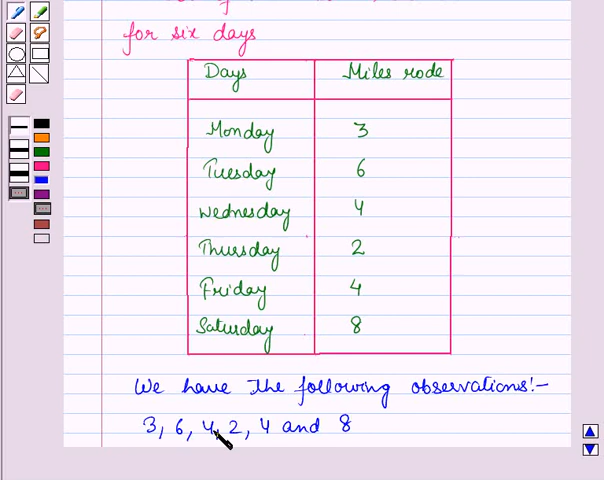 for six days
Days Miles rode
Monday 3
Tuesday 6
Wednesday 4
Thursday 2
Friday 4
Saturday 8
We have the following observations:-
3, 6, 4, 2, 4 and 8